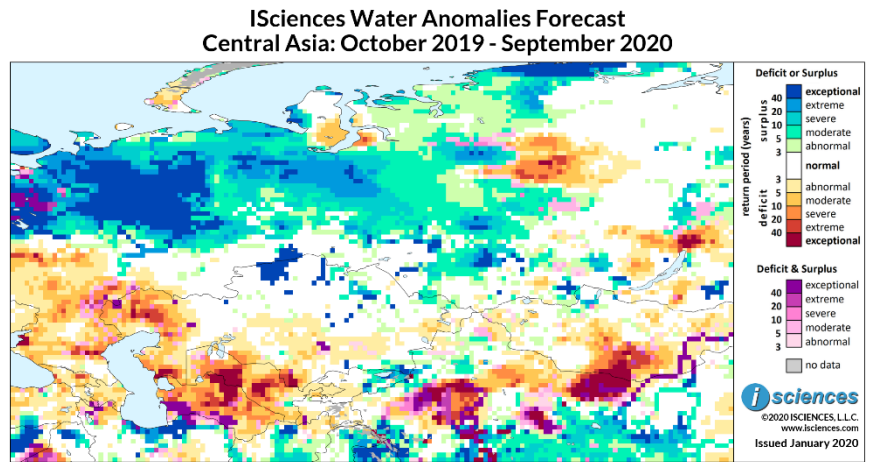 ISciences Water Anomalies Forecast
Central Asia: October 2019 - September 2020
Deficit or Surplus
return period (years)
surplus
deficit
exceptional
40
extreme
20
severe
10
moderate
5
abnormal
3
normal
3
abnormal
5
moderate
10
severe
20
extreme
40
exceptional
Deficit & Surplus
exceptional
40
extreme
20
severe
10
moderate
5
abnormal
3
no data
i sciences
©2020 ISCIENCES, L.L.C.
www.isciences.com
Issued January 2020